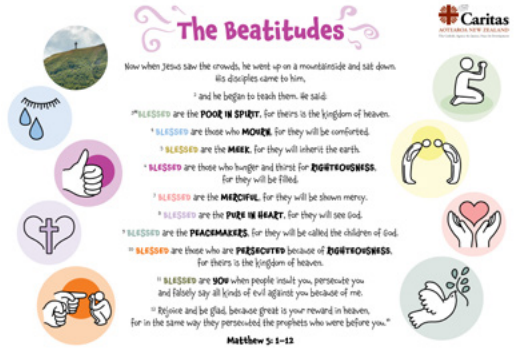 The Beatitudes
Caritas
AOTEAROA NEW ZEALAND
Now when Jesus saw the crowds, he went up on a mountainside and sat down.
His disciples came to him,
2 and he began to teach them. He said:
3"BLESSED are the POOR IN SPIRIT, for theirs is the kingdom of heaven.
4 BLESSED are those who MOURN, for they will be comforted.
5 BLESSED are the MEEK, for they will inherit the earth.
6 BLESSED are those who hunger and thirst for RIGHTEOUSNESS,
for they will be filled.
7 BLESSED are the MERCIFUL, for they will be shown mercy.
8 BLESSED are the PURE IN HEART, for they will see God.
9 BLESSED are the PEACEMAKERS, for they will be called the children of God.
10 BLESSED are those who are PERSECUTED because of RIGHTEOUSNESS,
for theirs is the kingdom of heaven.
11 BLESSED are YOU when people insult you, persecute you
and falsely say all kinds of evil against you because of me.
12 Rejoice and be glad, because great is your reward in heaven,
for in the same way they persecuted the prophets who were before you."
Matthew 5: 1-12